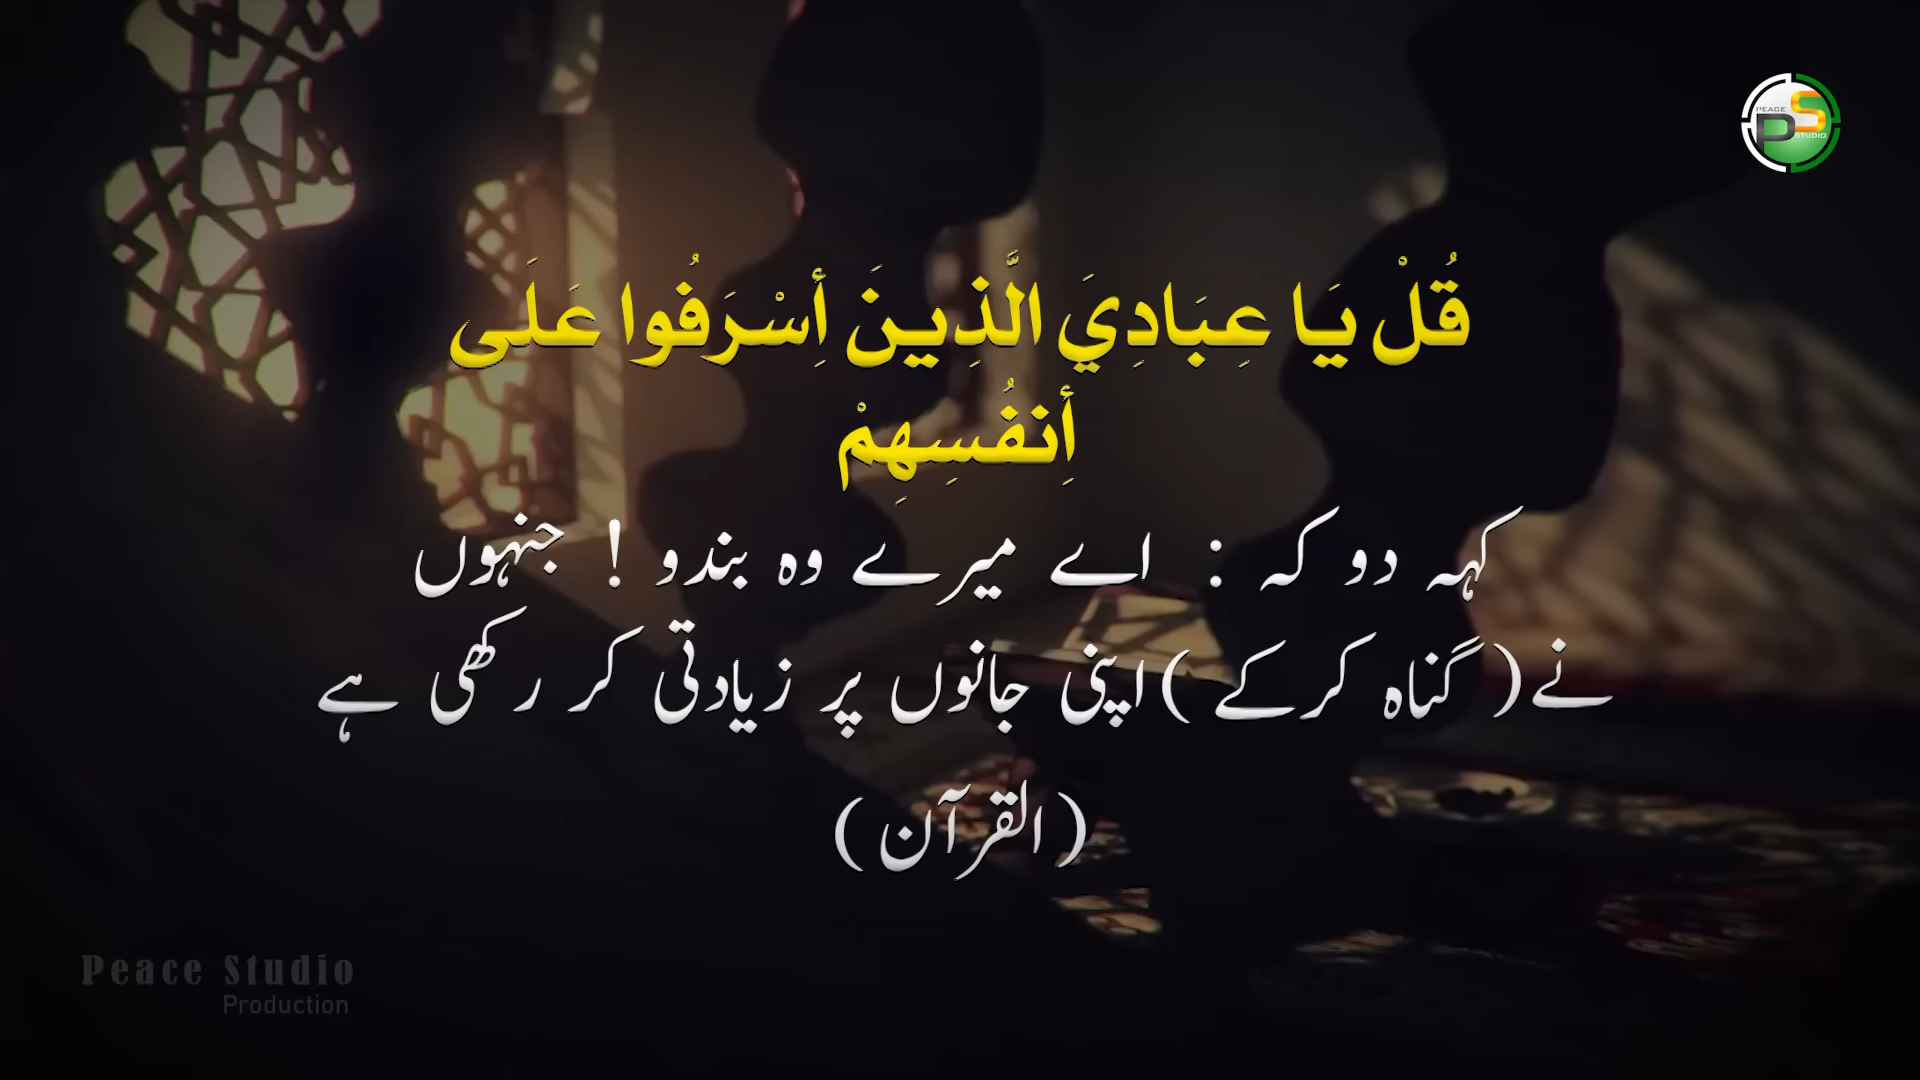 PEACE
PS
STUDIO
قُلْ يَا عِبَادِيَ الَّذِينَ أَسْرَفُوا عَلَى
أَنفُسِهِمْ
کہہ دو کہ : اے میرے وہ بندو ! جنہوں
نے( گناہ کرکے )اپنی جانوں پر زیادتی کر رکھی ہے
( القرآن )
Peace Studio
Production